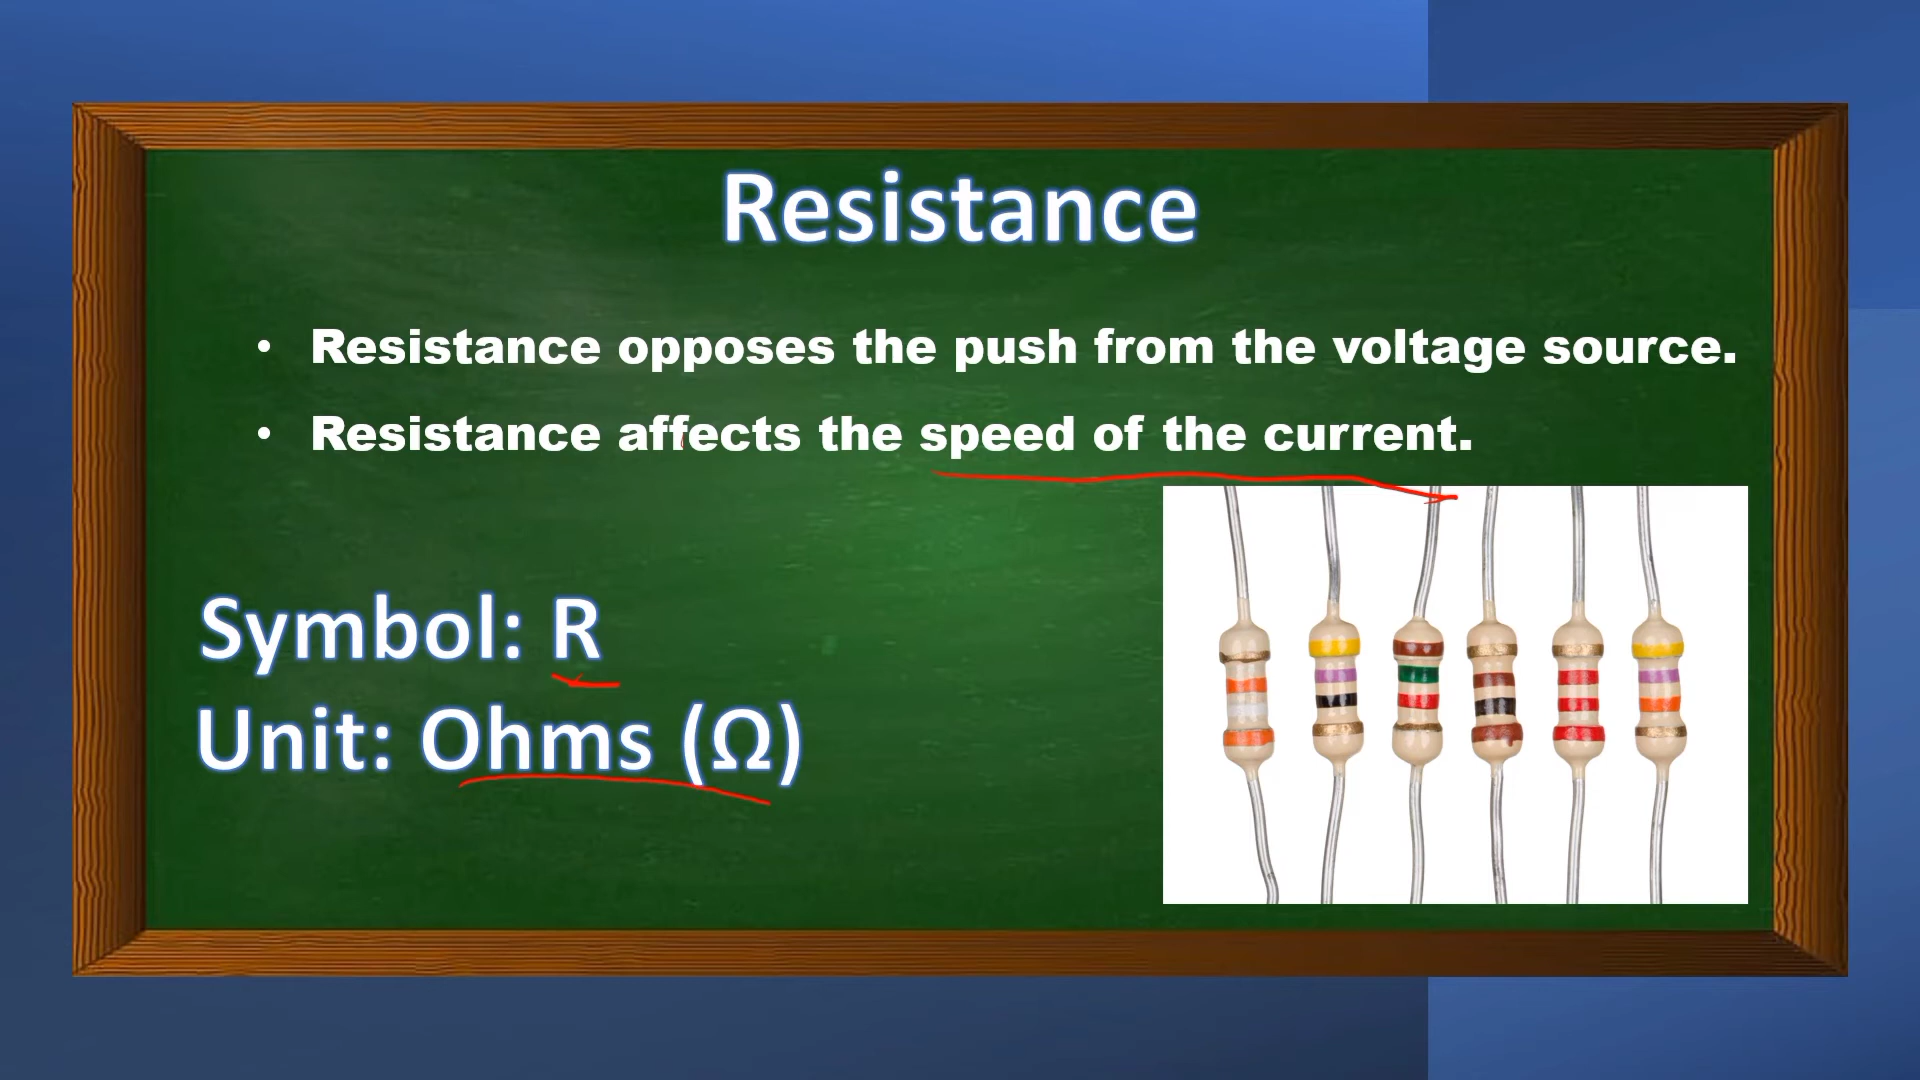 Resistance
• Resistance opposes the push from the voltage source.
• Resistance affects the speed of the current.
Symbol: R
Unit: Ohms (Ω)